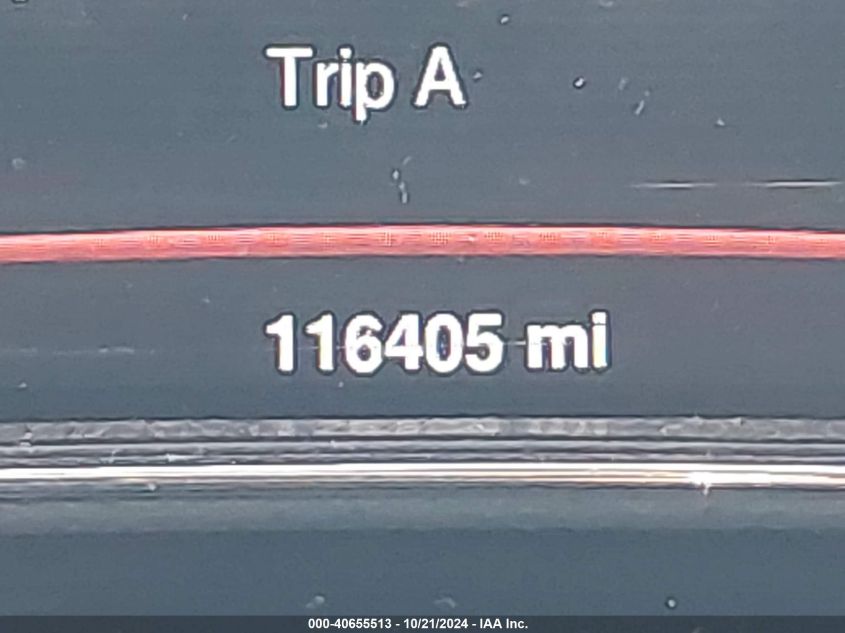 Trip A
116405 mi
000-40655513 - 10/21/2024 - IAA Inc.